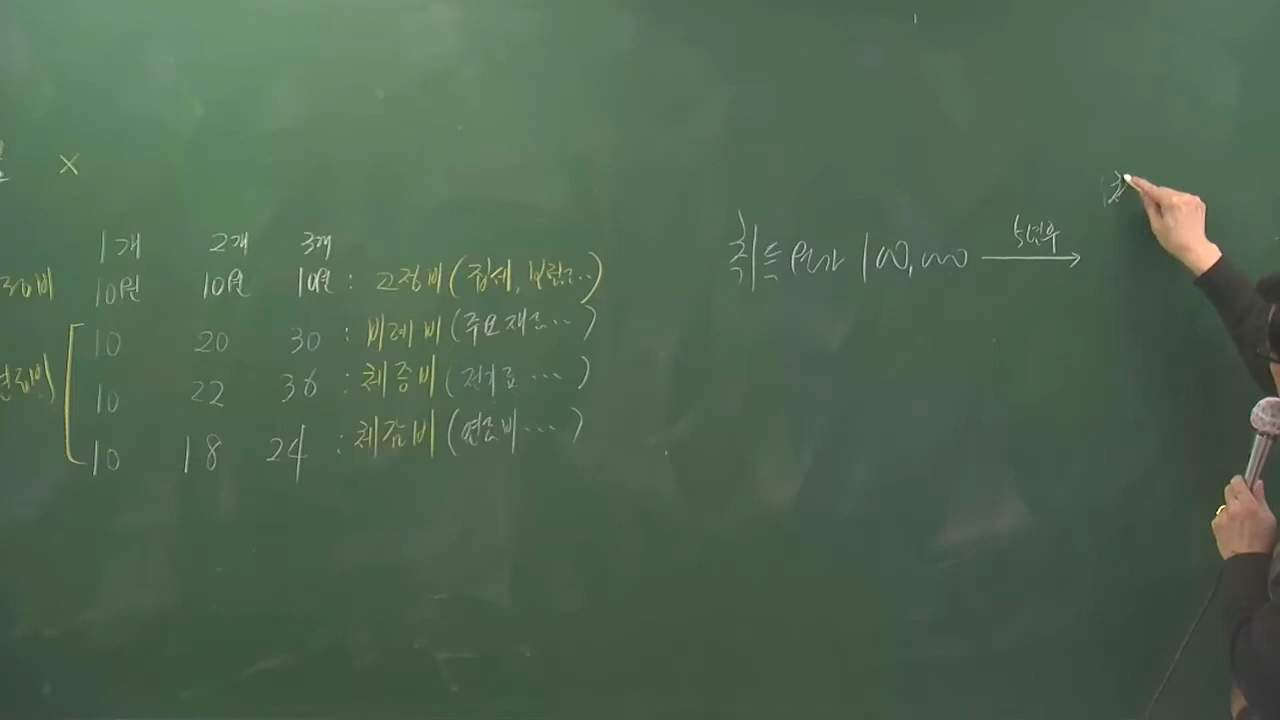 ×
1개 2개 3개
10원 10원 10원 : 고정비 (집세, 보험료..)
10 20 30 : 비례비 (주요재료...)
10 22 36 : 체증비 (전기료...)
10 18 24 : 체감비 (연료비...)
취득원가 100,000
5년후